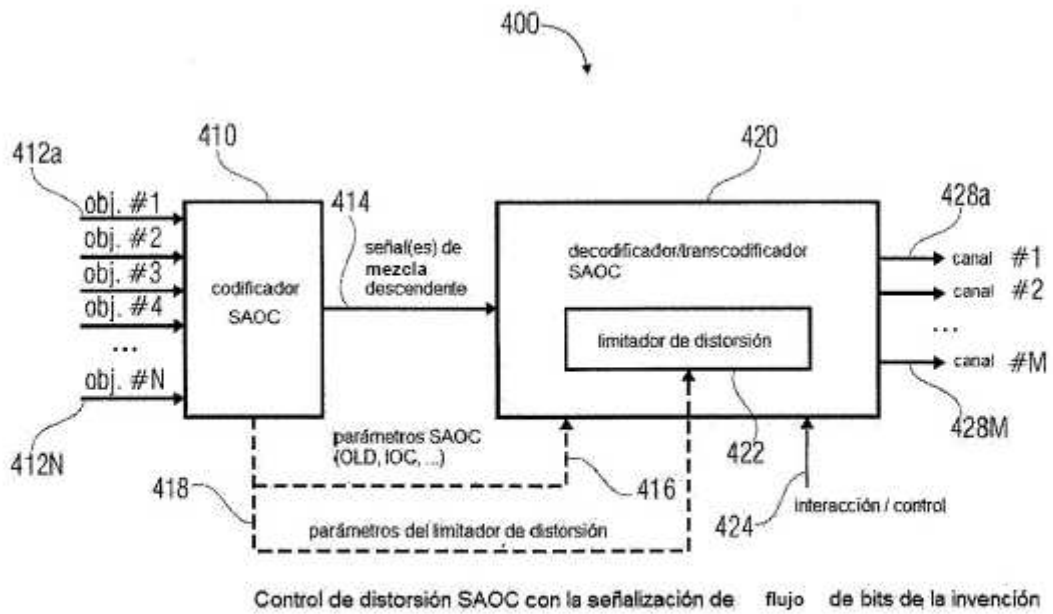 400
410
420
412a
obj. #1
obj. #2
obj. #3
obj. #4
...
obj. #N
412N
codificador
SAOC
414
señal(es) de
mezcla
descendente
decodificador/transcodificador
SAOC
limitador de distorsión
422
428a
canal #1
canal #2
...
canal #M
428M
parámetros SAOC
(OLD, IOC, ...)
418
416
424
interacción / control
parámetros del limitador de distorsión
Control de distorsión SAOC con la señalización de flujo de bits de la invención